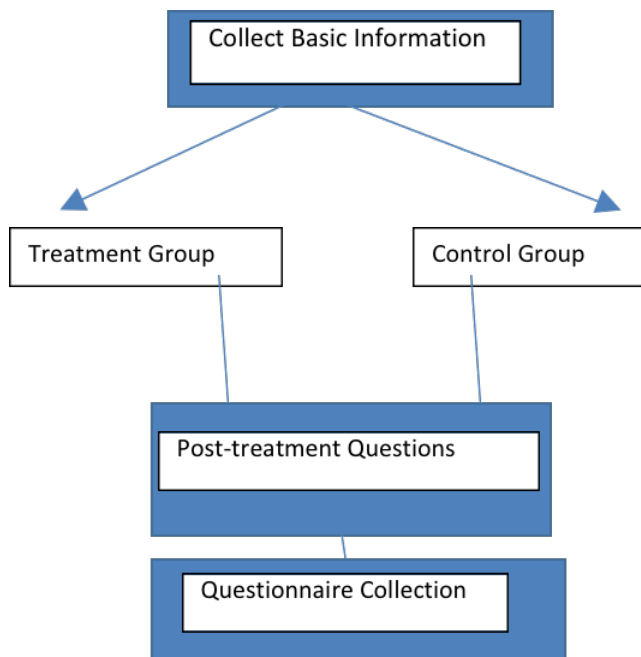 Collect Basic Information
Treatment Group
Control Group
Post-treatment Questions
Questionnaire Collection